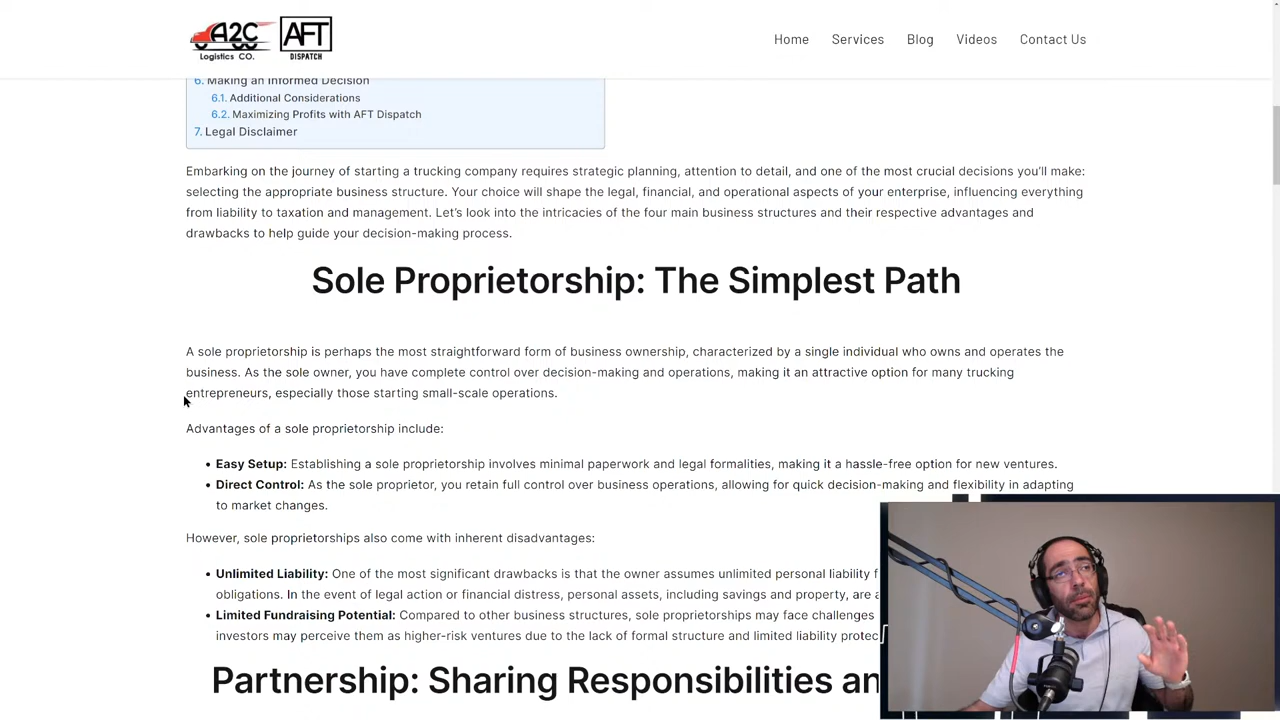 A2C
Logistics CO.
AFT
DISPATCH
Home
Services
Blog
Videos
Contact Us
6. Making an Informed Decision
6.1. Additional Considerations
6.2. Maximizing Profits with AFT Dispatch
7. Legal Disclaimer
Embarking on the journey of starting a trucking company requires strategic planning, attention to detail, and one of the most crucial decisions you'll make:
selecting the appropriate business structure. Your choice will shape the legal, financial, and operational aspects of your enterprise, influencing everything
from liability to taxation and management. Let's look into the intricacies of the four main business structures and their respective advantages and
drawbacks to help guide your decision-making process.
Sole Proprietorship: The Simplest Path
A sole proprietorship is perhaps the most straightforward form of business ownership, characterized by a single individual who owns and operates the
business. As the sole owner, you have complete control over decision-making and operations, making it an attractive option for many trucking
entrepreneurs, especially those starting small-scale operations.
Advantages of a sole proprietorship include:
• Easy Setup: Establishing a sole proprietorship involves minimal paperwork and legal formalities, making it a hassle-free option for new ventures.
• Direct Control: As the sole proprietor, you retain full control over business operations, allowing for quick decision-making and flexibility in adapting
to market changes.
However, sole proprietorships also come with inherent disadvantages:
• Unlimited Liability: One of the most significant drawbacks is that the owner assumes unlimited personal liability
obligations. In the event of legal action or financial distress, personal assets, including savings and property, are
• Limited Fundraising Potential: Compared to other business structures, sole proprietorships may face challenges
investors may perceive them as higher-risk ventures due to the lack of formal structure and limited liability
Partnership: Sharing Responsibilities